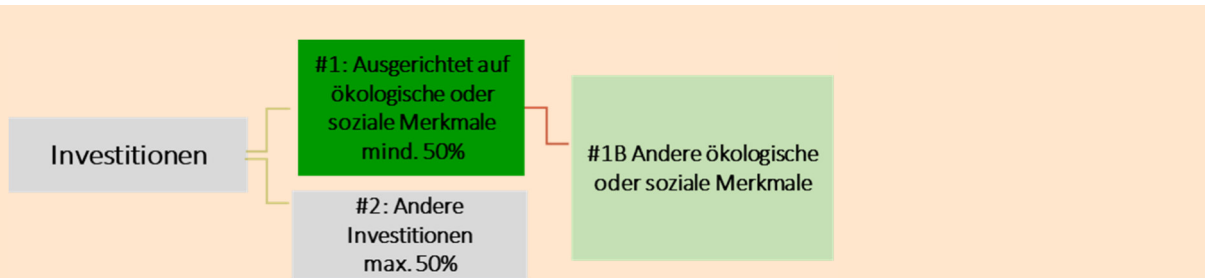 Investitionen
#1: Ausgerichtet auf
ökologische oder
soziale Merkmale
mind. 50%
#2: Andere
Investitionen
max. 50%
#1B Andere ökologische
oder soziale Merkmale